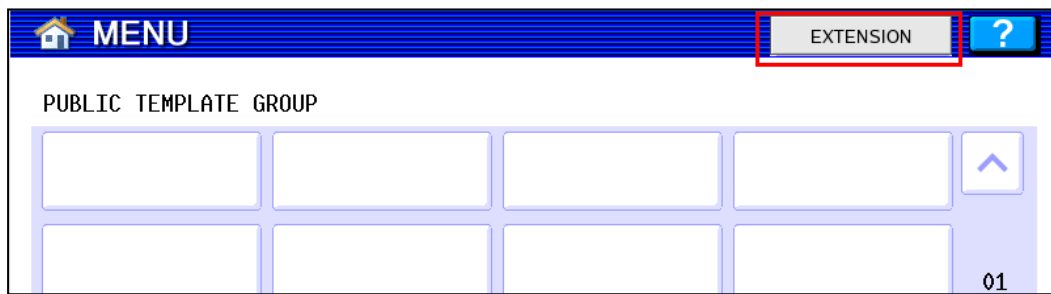 MENU
EXTENSION
?
PUBLIC TEMPLATE GROUP
01